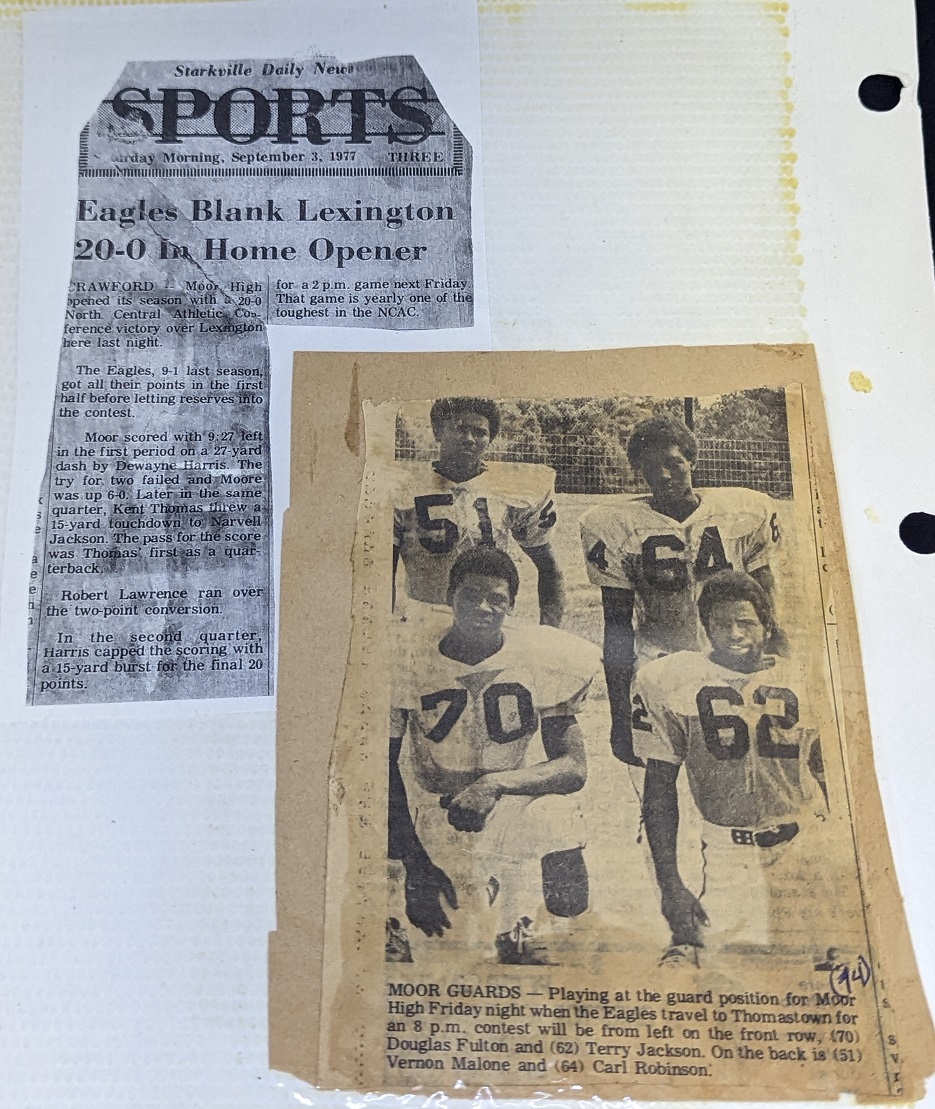 Starkville Daily News
SPORTS
Morning, September 3, 1977 THREE
Eagles Blank Lexington
20-0 In Home Opener
CRAWFORD — Moor High
opened its season with a 20-0
North Central Athletic Con-
ference victory over Lexington
here last night.
The Eagles, 9-1 last season,
got all their points in the first
half before letting reserves into
the contest.
Moor scored with 9:27 left
in the first period on a 27-yard
dash by Dewayne Harris. The
try for two failed and Moore
was up 6-0. Later in the same
quarter, Kent Thomas threw a
15-yard touchdown to Narvell
Jackson. The pass for the score
was Thomas' first as a quar-
terback.
Robert Lawrence ran over
the two-point conversion.
In the second quarter,
Harris capped the scoring with
a 15-yard burst for the final 20
points.
for a 2 p.m. game next Friday.
That game is yearly one of the
toughest in the NCAC.
51
64
70
62
MOOR GUARDS — Playing at the guard position for Moor
High Friday night when the Eagles travel to Thomastown for
an 8 p.m. contest will be from left on the front row, (70)
Douglas Fulton and (62) Terry Jackson. On the back is (51)
Vernon Malone and (64) Carl Robinson.